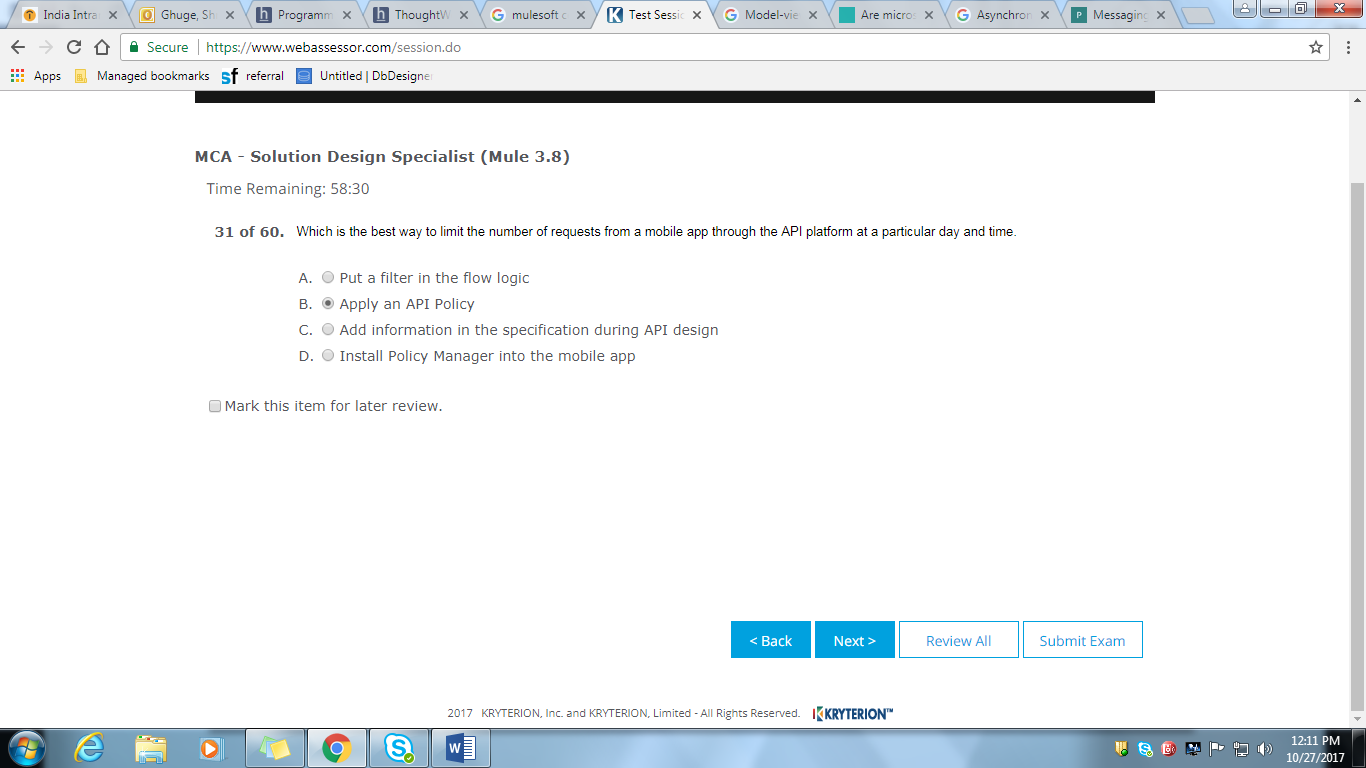 India Intra
Ghuge, Sh
Programm
ThoughtW
mulesoft c
Test Sessio
Model-vie
Are micros
Asynchron
Messaging
Secure
https://www.webassessor.com/session.do
Apps
Managed bookmarks
referral
Untitled | DbDesigner
MCA - Solution Design Specialist (Mule 3.8)
Time Remaining: 58:30
31 of 60. Which is the best way to limit the number of requests from a mobile app through the API platform at a particular day and time.
A. Put a filter in the flow logic
B. Apply an API Policy
C. Add information in the specification during API design
D. Install Policy Manager into the mobile app
Mark this item for later review.
< Back
Next >
Review All
Submit Exam
2017 KRYTERION, Inc. and KRYTERION, Limited - All Rights Reserved. KRYTERION™
12:11 PM
10/27/2017